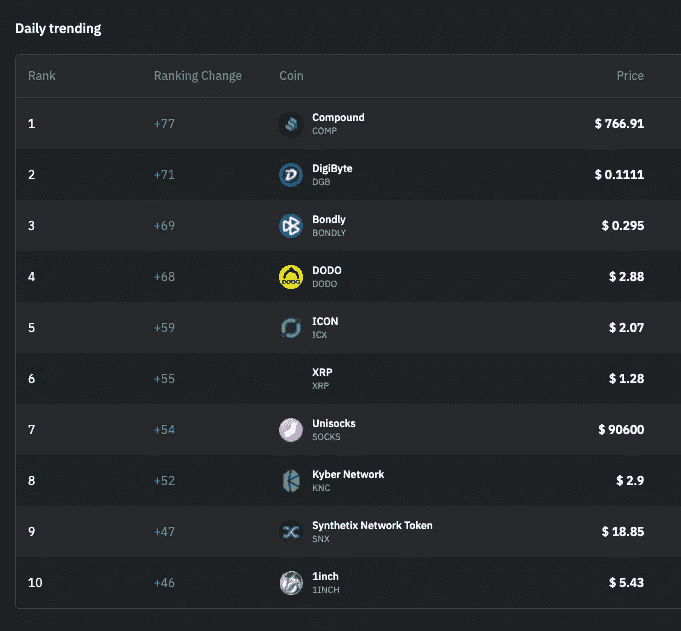 Daily trending
Rank Ranking Change Coin Price
1 +77 Compound $ 766.91
COMP
2 +71 DigiByte $ 0.1111
DGB
3 +69 Bondly $ 0.295
BONDLY
4 +68 DODO $ 2.88
DODO
5 +59 ICON $ 2.07
ICX
6 +55 XRP $ 1.28
XRP
7 +54 Unisocks $ 90600
SOCKS
8 +52 Kyber Network $ 2.9
KNC
9 +47 Synthetix Network Token $ 18.85
SNX
10 +46 1inch $ 5.43
1INCH